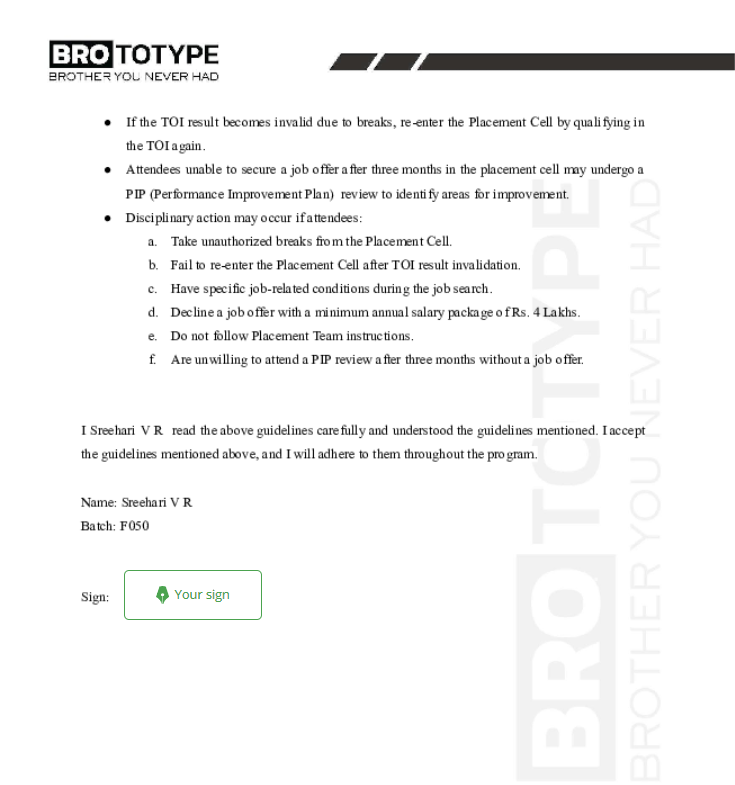 BROTOTYPE
BROTHER YOU NEVER HAD
● If the TOI result becomes invalid due to breaks, re-enter the Placement Cell by qualifying in
the TOI again.
● Attendees unable to secure a job offer after three months in the placement cell may undergo a
PIP (Performance Improvement Plan) review to identify areas for improvement.
● Disciplinary action may occur if attendees:
a. Take unauthorized breaks from the Placement Cell.
b. Fail to re-enter the Placement Cell after TOI result invalidation.
c. Have specific job-related conditions during the job search.
d. Decline a job offer with a minimum annual salary package of Rs. 4 Lakhs.
e. Do not follow Placement Team instructions.
f. Are unwilling to attend a PIP review after three months without a job offer.
I Sreehari V R read the above guidelines carefully and understood the guidelines mentioned. I accept
the guidelines mentioned above, and I will adhere to them throughout the program.
Name: Sreehari V R
Batch: F050
Sign: Your sign
BROTCTYPE
BROTHER YOU NEVER HAD